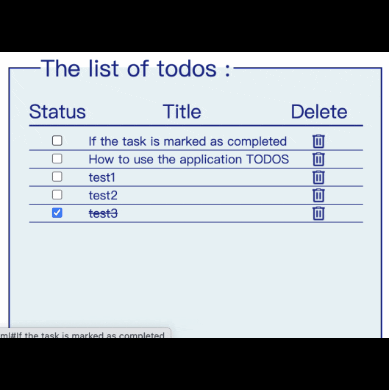 The list of todos :
Status Title Delete
If the task is marked as completed
How to use the application TODOS
test1
test2
test3
ml#If the task is marked as completed